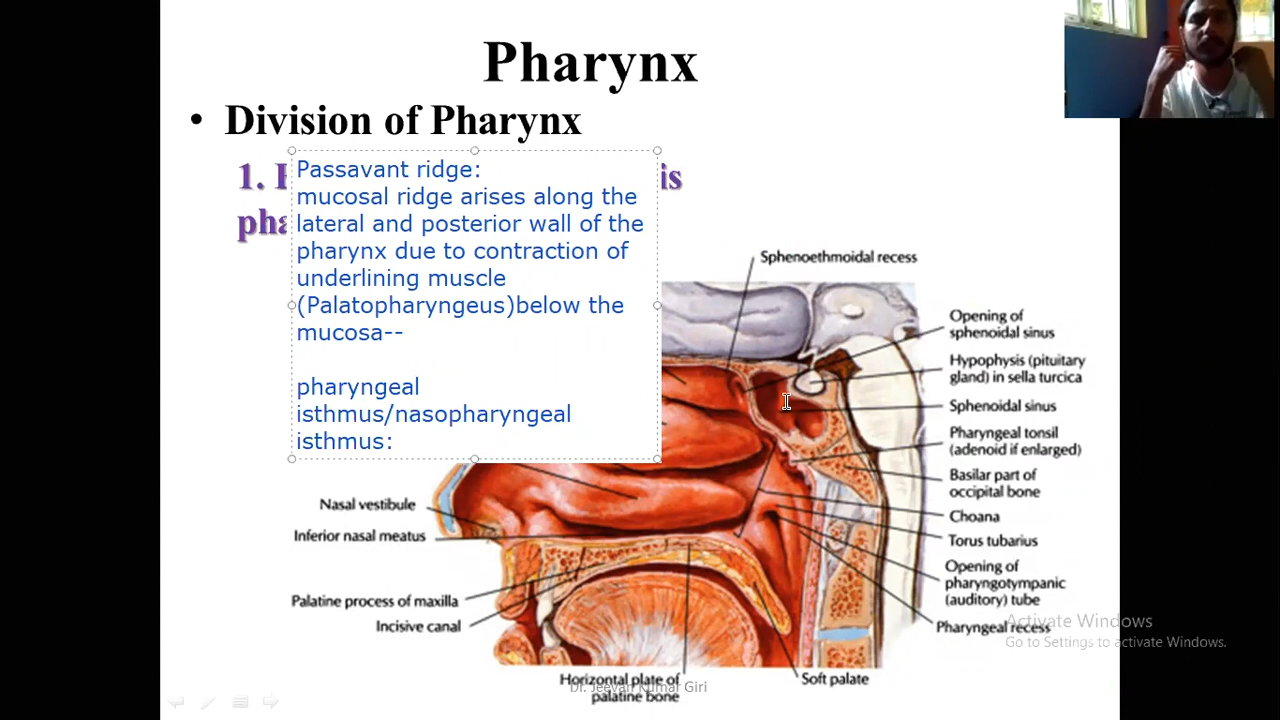 Pharynx
• Division of Pharynx
1.
is
pha
Passavant ridge:
mucosal ridge arises along the
lateral and posterior wall of the
pharynx due to contraction of
underlining muscle
(Palatopharyngeus)below the
mucosa--
pharyngeal
isthmus/nasopharyngeal
isthmus:
Sphenoethmoidal recess
Opening of
sphenoidal sinus
Hypophysis (pituitary
gland) in sella turcica
Sphenoidal sinus
Pharyngeal tonsil
(adenoid if enlarged)
Basilar part of
occipital bone
Choana
Torus tubarius
Opening of
pharyngotympanic
(auditory) tube
Pharyngeal recess
Nasal vestibule
Inferior nasal meatus
Palatine process of maxilla
Incisive canal
Horizontal plate of
palatine bone
Soft palate
Dr. Jeevan Kumar Giri
Activate Windows
Go to Settings to activate Windows.